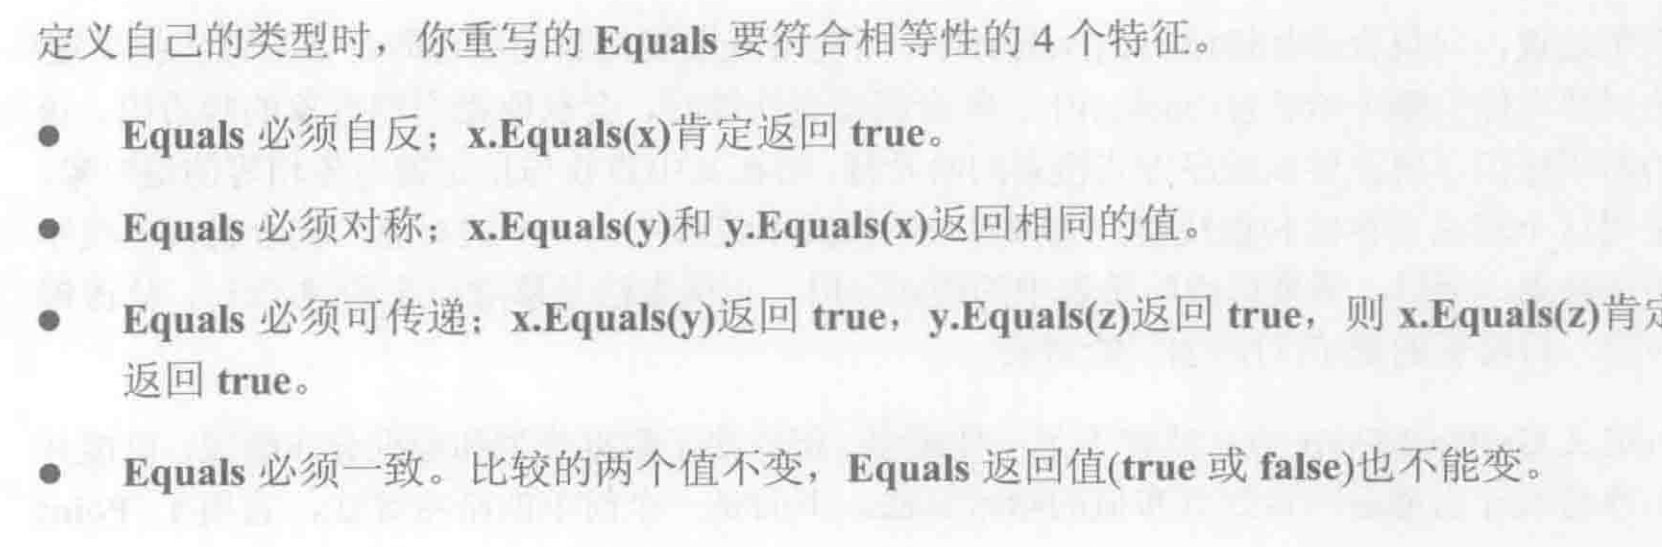 定义自己的类型时，你重写的 Equals 要符合相等性的 4 个特征。
● Equals 必须自反；x.Equals(x)肯定返回 true。
● Equals 必须对称；x.Equals(y)和 y.Equals(x)返回相同的值。
● Equals 必须可传递；x.Equals(y)返回 true，y.Equals(z)返回 true，则 x.Equals(z)肯定
返回 true。
● Equals 必须一致。比较的两个值不变，Equals 返回值(true 或 false)也不能变。